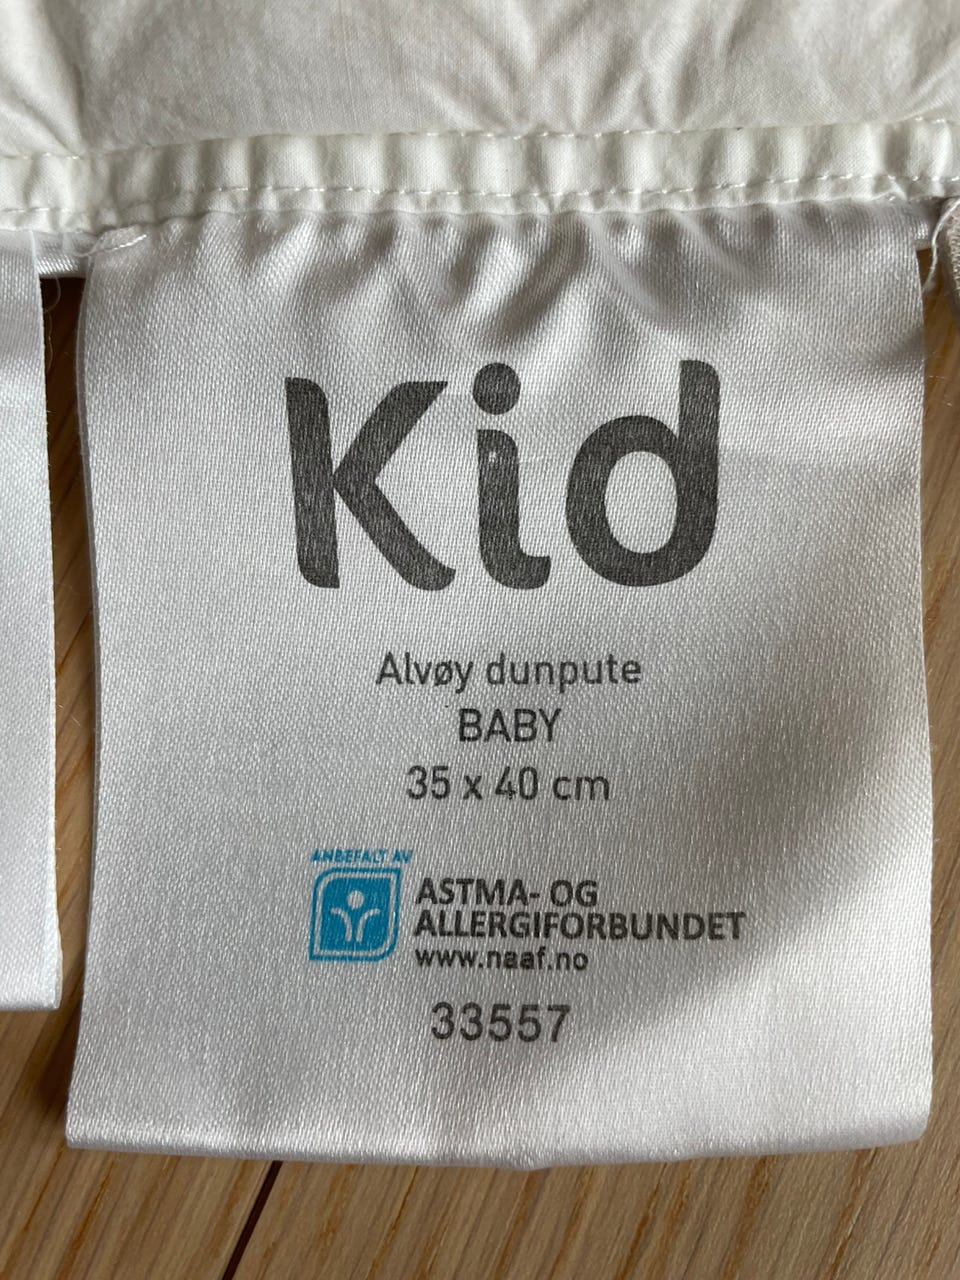 Kid
Alvøy dunpute
BABY
35 x 40 cm
ANBEFALT AV
ASTMA- OG
ALLERGIFORBUNDET
www.naaf.no
33557